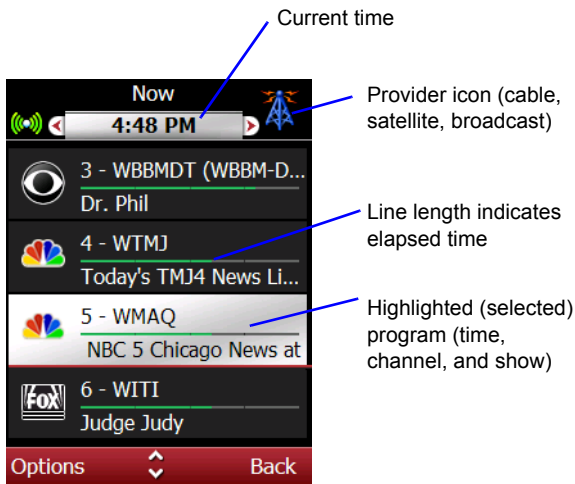 Current time
Now
4:48 PM
Provider icon (cable,
satellite, broadcast)
3 - WBBMDT (WBBM-D...
Dr. Phil
Line length indicates
elapsed time
4 - WTMJ
Today's TMJ4 News Li...
5 - WMAQ
NBC 5 Chicago News at
Highlighted (selected)
program (time,
channel, and show)
FOX
6 - WITI
Judge Judy
Options
Back